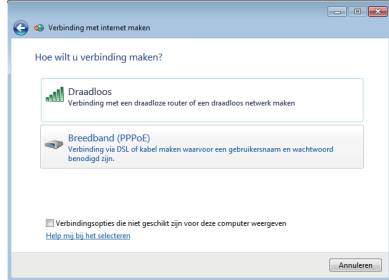 Verbinding met internet maken
Hoe wilt u verbinding maken?
Draadloos
Verbinding met een draadloze router of een draadloos netwerk maken
Breedband (PPPoE)
Verbinding via DSL of kabel maken waarvoor een gebruikersnaam en wachtwoord
benodigd zijn.
Verbindingsopties die niet geschikt zijn voor deze computer weergeven
Help mij bij het selecteren
Annuleren